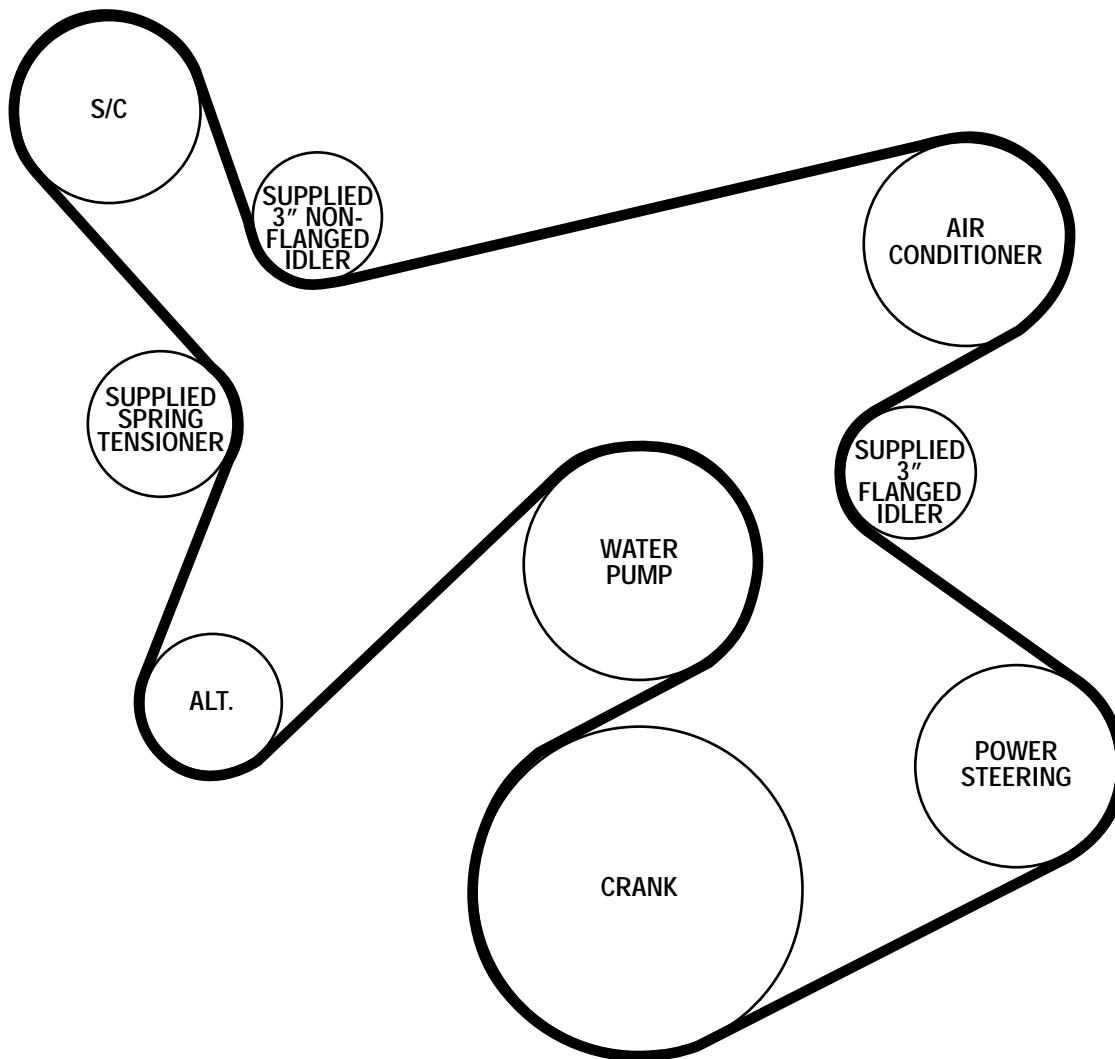 S/C
SUPPLIED
3" NON-
FLANGED
IDLER
AIR
CONDITIONER
SUPPLIED
SPRING
TENSIONER
SUPPLIED
3"
FLANGED
IDLER
WATER
PUMP
ALT.
POWER
STEERING
CRANK